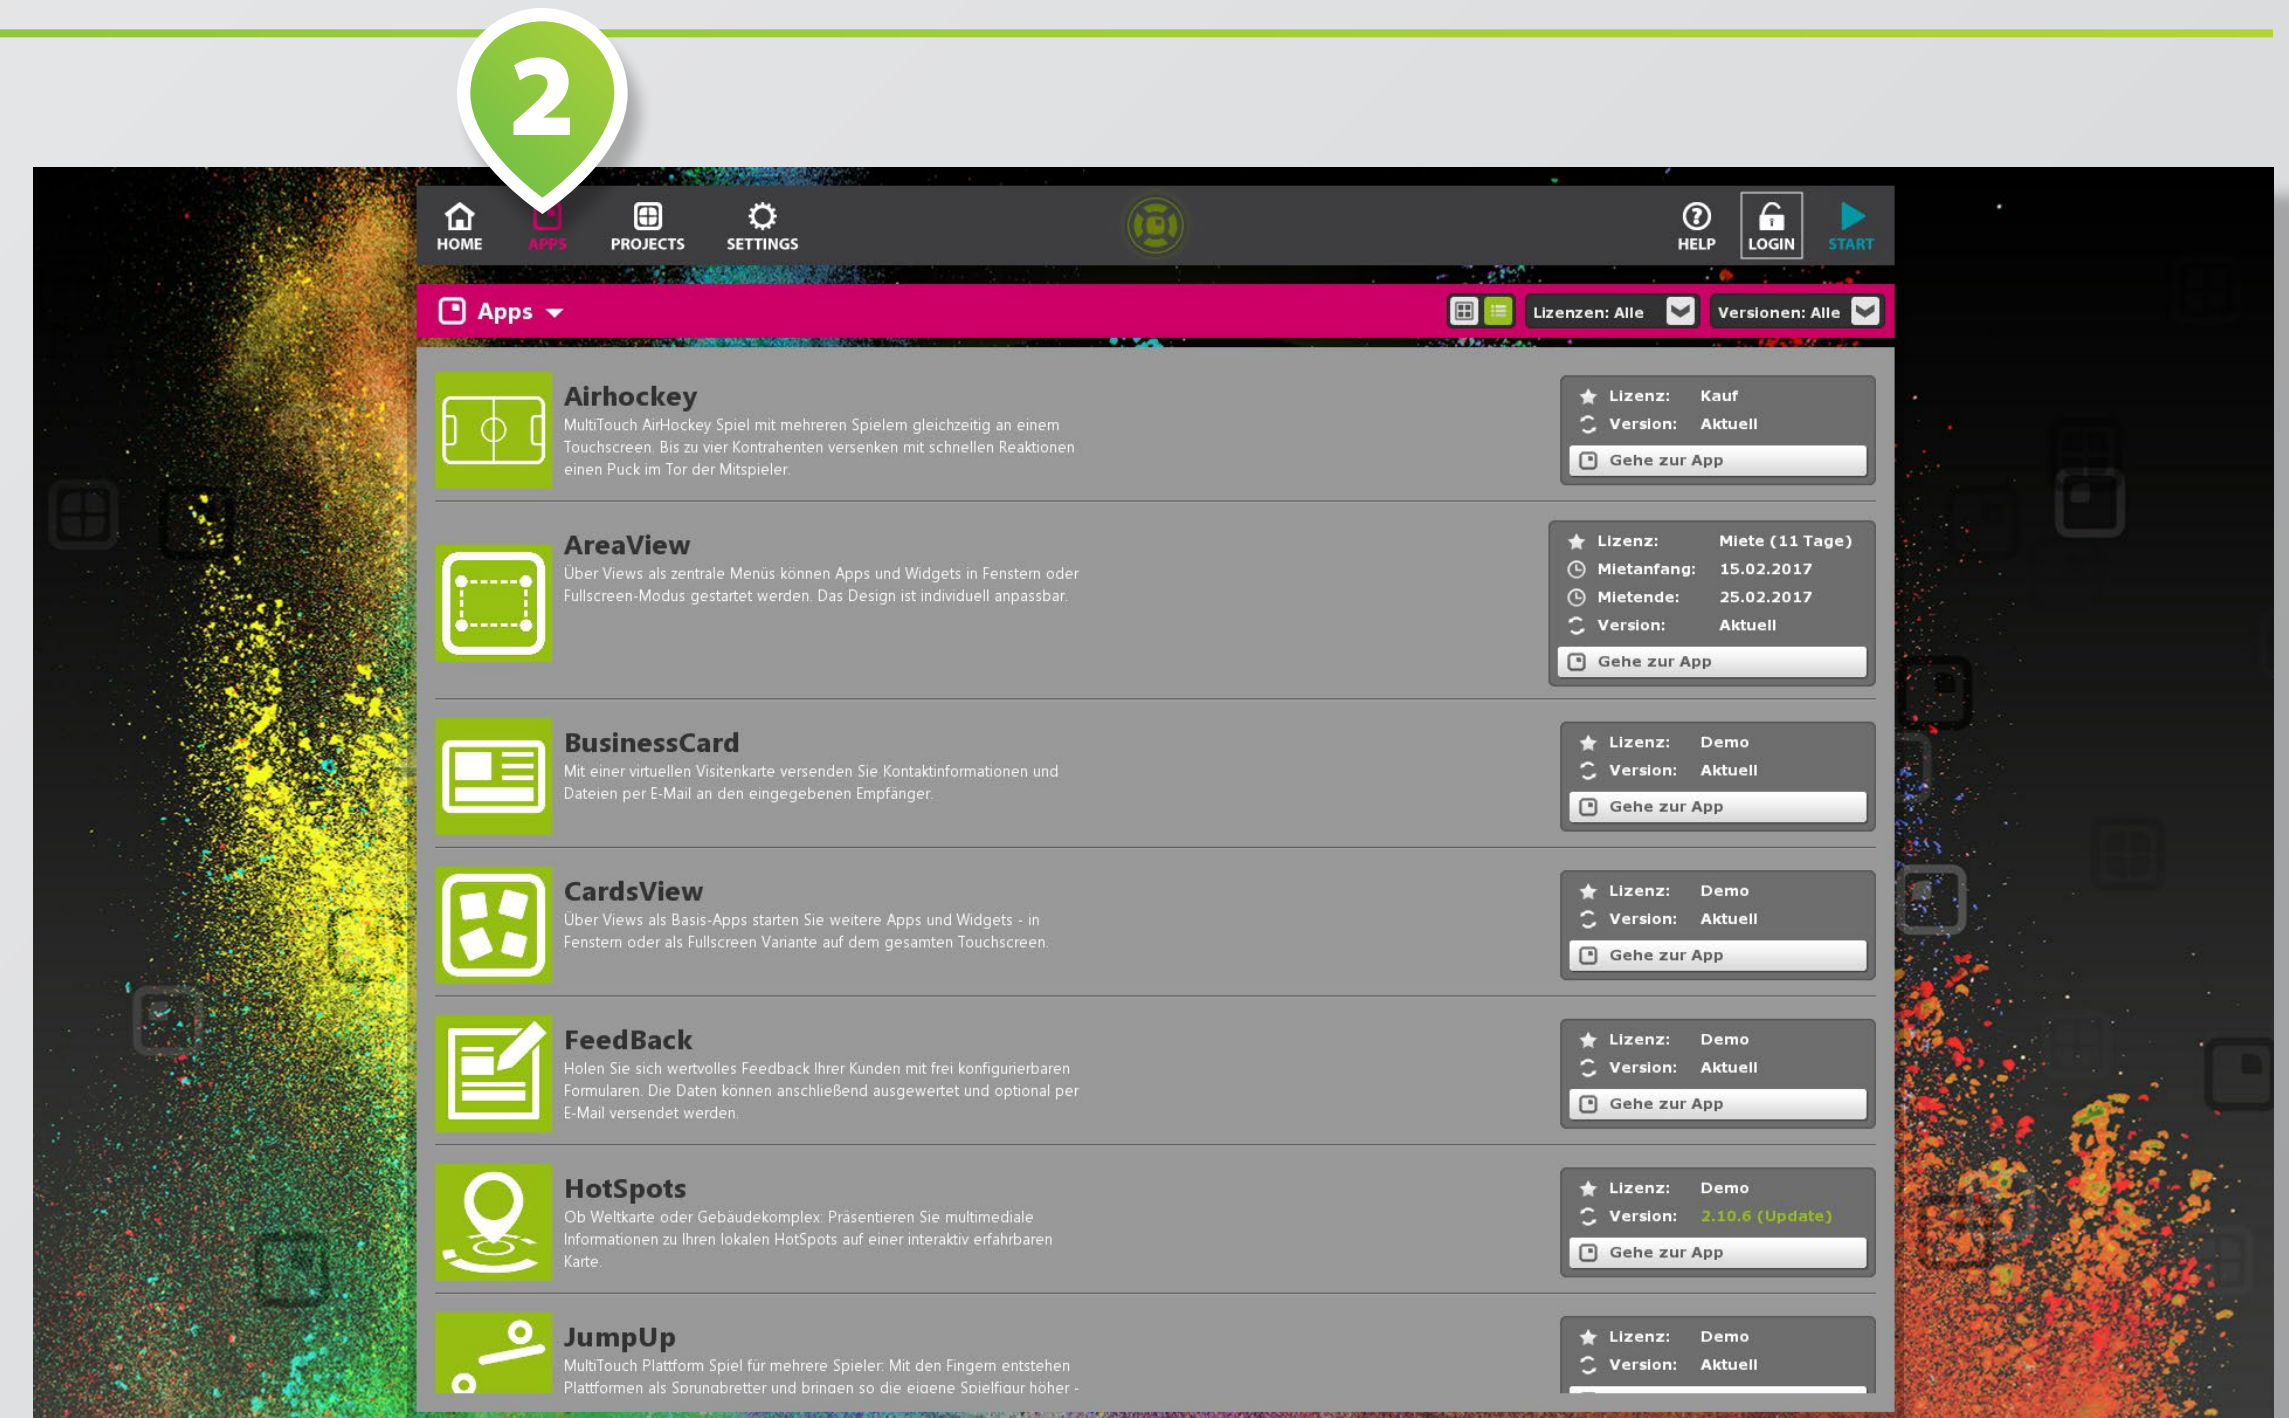 2
HOME
APPS
PROJECTS
SETTINGS
HELP
LOGIN
START
Apps
Lizenzen: Alle
Versionen: Alle
Airhockey
MultiTouch AirHockey Spiel mit mehreren Spielern gleichzeitig an einem
Touchscreen. Bis zu vier Kontrahenten versenken mit schnellen Reaktionen
einen Puck im Tor der Mitspieler.
Lizenz: Kauf
Version: Aktuell
Gehe zur App
AreaView
Über Views als zentrale Menüs können Apps und Widgets in Fenstern oder
Fullscreen-Modus gestartet werden. Das Design ist individuell anpassbar.
Lizenz: Miete (11 Tage)
Mietanfang: 15.02.2017
Mietende: 25.02.2017
Version: Aktuell
Gehe zur App
BusinessCard
Mit einer virtuellen Visitenkarte versenden Sie Kontaktinformationen und
Dateien per E-Mail an den eingegebenen Empfänger.
Lizenz: Demo
Version: Aktuell
Gehe zur App
CardsView
Über Views als Basis-Apps starten Sie weitere Apps und Widgets - in
Fenstern oder als Fullscreen Variante auf dem gesamten Touchscreen.
Lizenz: Demo
Version: Aktuell
Gehe zur App
FeedBack
Holen Sie sich wertvolles Feedback Ihrer Kunden mit frei konfigurierbaren
Formularen. Die Daten können anschließend ausgewertet und optional per
E-Mail versendet werden.
Lizenz: Demo
Version: Aktuell
Gehe zur App
HotSpots
Ob Weltkarte oder Gebäudekomplex: Präsentieren Sie multimediale
Informationen zu Ihren lokalen HotSpots auf einer interaktiv erfahrbaren
Karte.
Lizenz: Demo
Version: 2.10.6 (Update)
Gehe zur App
JumpUp
MultiTouch Plattform Spiel für mehrere Spieler: Mit den Fingern entstehen
Plattformen als Sprungbretter und bringen so die eigene Spielfigur höher -
Lizenz: Demo
Version: Aktuell